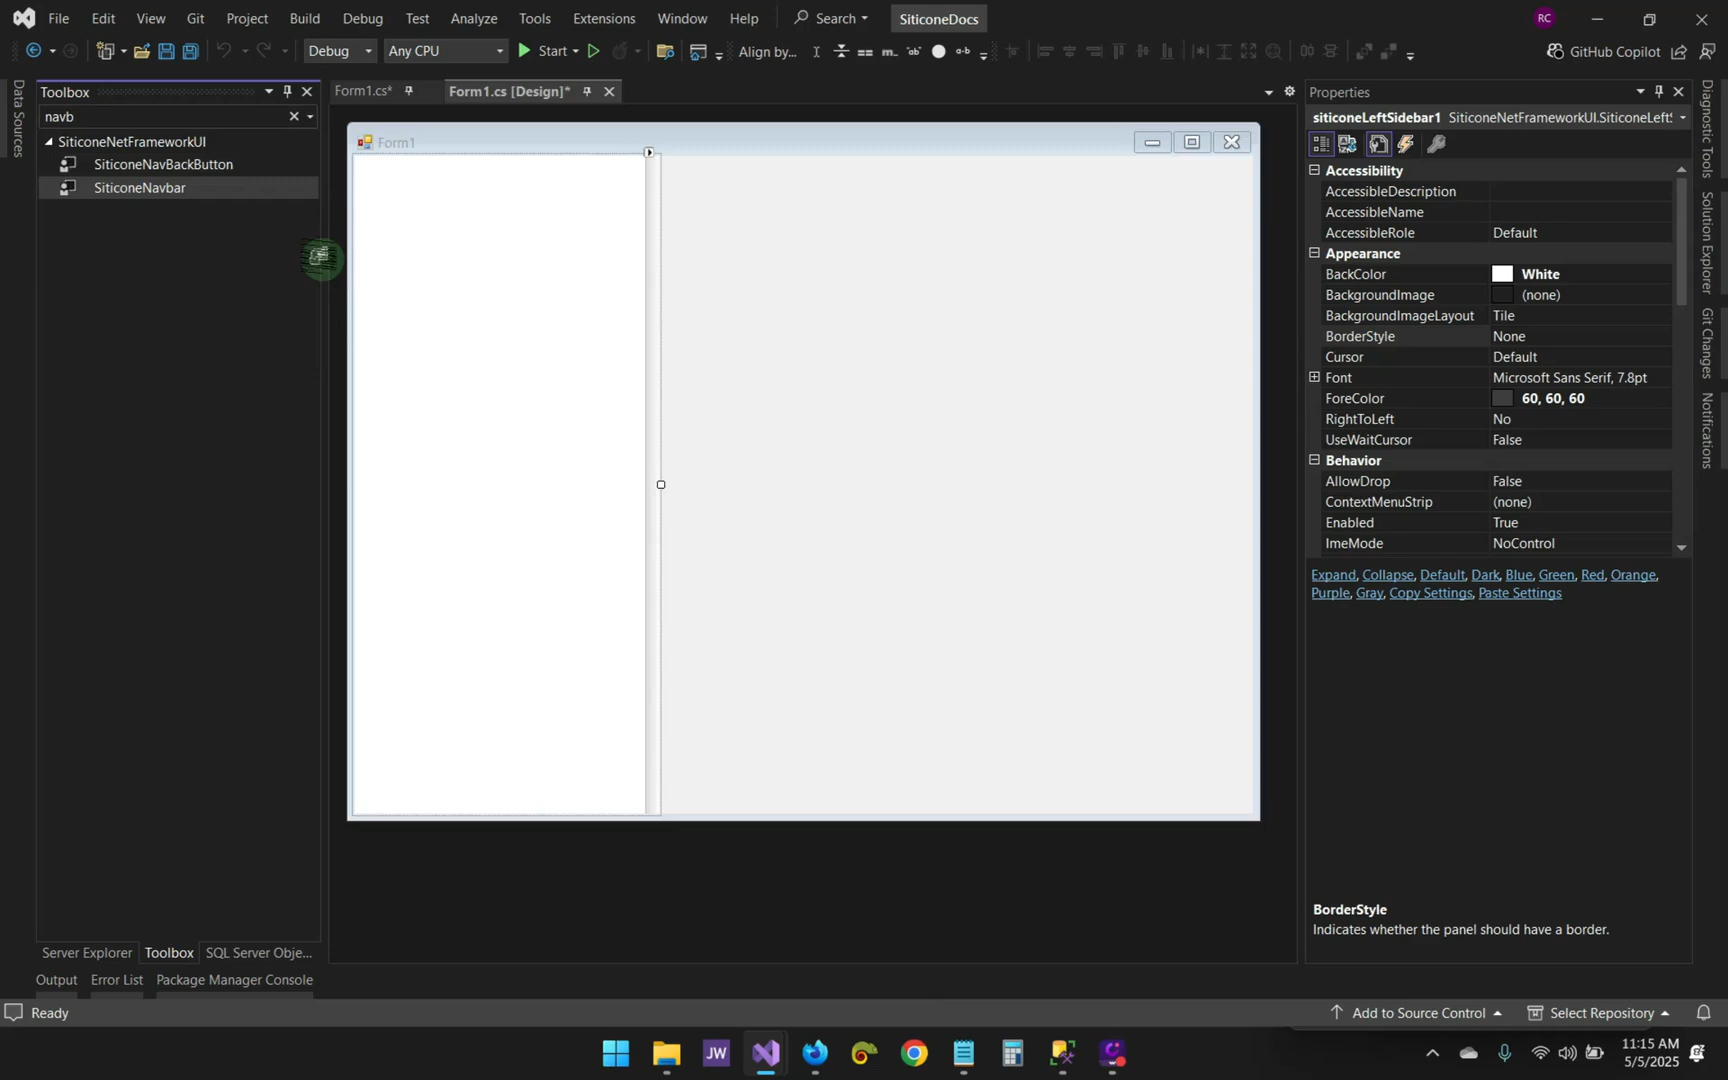 File Edit View Git Project Build Debug Test Analyze Tools Extensions Window Help Search SiticoneDocs RC
Debug Any CPU Start Align by... GitHub Copilot
Data Sources
Toolbox
navb
SiticoneNetFrameworkUI
SiticoneNavBackButton
SiticoneNavbar
Server Explorer Toolbox SQL Server Obje...
Output Error List Package Manager Console
Form1.cs* Form1.cs [Design]*
Form1
Properties
siticoneLeftSidebar1 SiticoneNetFrameworkUI.SiticoneLeft
Accessibility
AccessibleDescription
AccessibleName
AccessibleRole Default
Appearance
BackColor White
BackgroundImage (none)
BackgroundImageLayout Tile
BorderStyle None
Cursor Default
Font Microsoft Sans Serif, 7.8pt
ForeColor 60, 60, 60
RightToLeft No
UseWaitCursor False
Behavior
AllowDrop False
ContextMenuStrip (none)
Enabled True
ImeMode NoControl
Expand, Collapse, Default, Dark, Blue, Green, Red, Orange,
Purple, Gray, Copy Settings, Paste Settings
BorderStyle
Indicates whether the panel should have a border.
Diagnostic Tools
Solution Explorer
Git Changes
Notifications
Ready Add to Source Control Select Repository
JW
11:15 AM
5/5/2025